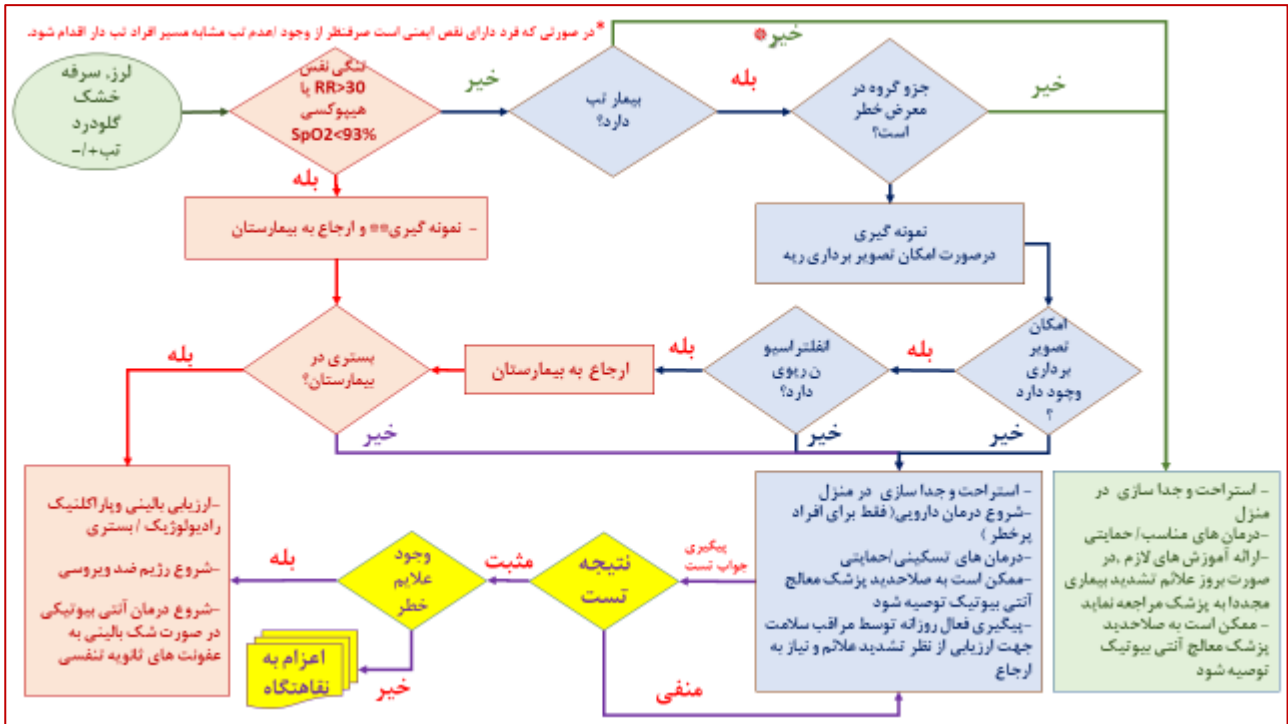 *در صورتی که فرد دارای نقص ایمنی است صرفنظر از وجود /عدم تب مشابه مسیر افراد تب دار اقدام شود.
لرز, سرفه
خشک
گلودرد
تب+/-
تنگی نفس
RR>30 یا
هیپوکسی
SpO2<93%
خیر
بیمار تب
دارد؟
خیر*
بله
جزو گروه در
معرض خطر
است؟
خیر
بله
- نمونه گیری** و ارجاع به بیمارستان
نمونه گیری
درصورت امکان تصویر برداری ریه
امکان
تصویر
برداری
وجود دارد
؟
بله
انفلتراسیو
ن ریوی
دارد؟
بله
ارجاع به بیمارستان
بستری در
بیمارستان؟
بله
خیر
خیر
خیر
- استراحت و جدا سازی در
منزل
-درمان های مناسب/ حمایتی
-ارائه آموزش های لازم ,در
صورت بروز علائم تشدید بیماری
مجددا به پزشک مراجعه نماید
- ممکن است به صلاحدید
پزشک معالج آنتی بیوتیک
توصیه شود
- استراحت و جدا سازی در منزل
-شروع درمان دارویی( فقط برای افراد
پرخطر )
-درمان های تسکینی/حمایتی
-ممکن است به صلاحدید پزشک معالج
آنتی بیوتیک توصیه شود
-پیگیری فعال روزانه توسط مراقب سلامت
جهت ارزیابی از نظر تشدید علائم و نیاز به
ارجاع
پیگیری
جواب تست
نتیجه
تست
مثبت
منفی
وجود
علایم
خطر
بله
خیر
اعزام به
نقاهتگاه
-ارزیابی بالینی وپاراکلنیک
رادیولوژیک / بستری
-شروع رژیم ضد ویروسی
-شروع درمان آنتی بیوتیکی
در صورت شک بالینی به
عفونت های ثانویه تنفسی